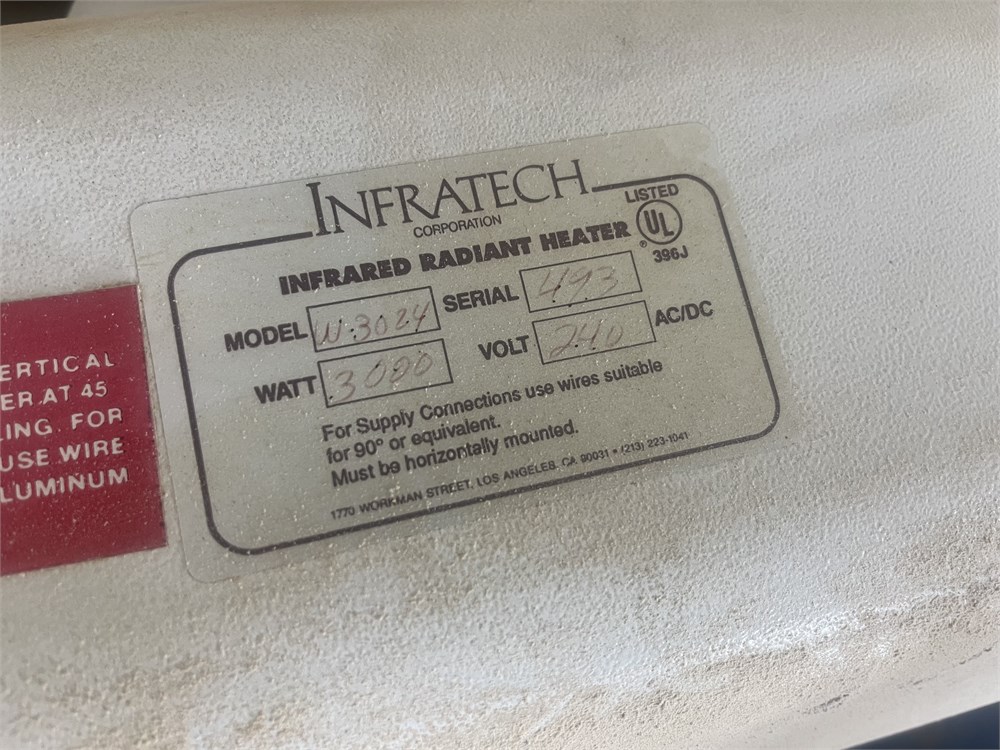 INFRATECH
CORPORATION
LISTED
UL
®
396J
INFRARED RADIANT HEATER
MODEL W-3024 SERIAL 493
WATT 3000 VOLT 240 AC/DC
For Supply Connections use wires suitable
for 90° or equivalent.
Must be horizontally mounted.
1770 WORKMAN STREET, LOS ANGELES, CA 90031 • (213) 223-1041
ERTICAL
ER AT 45
LING. FOR
USE WIRE
LUMINUM